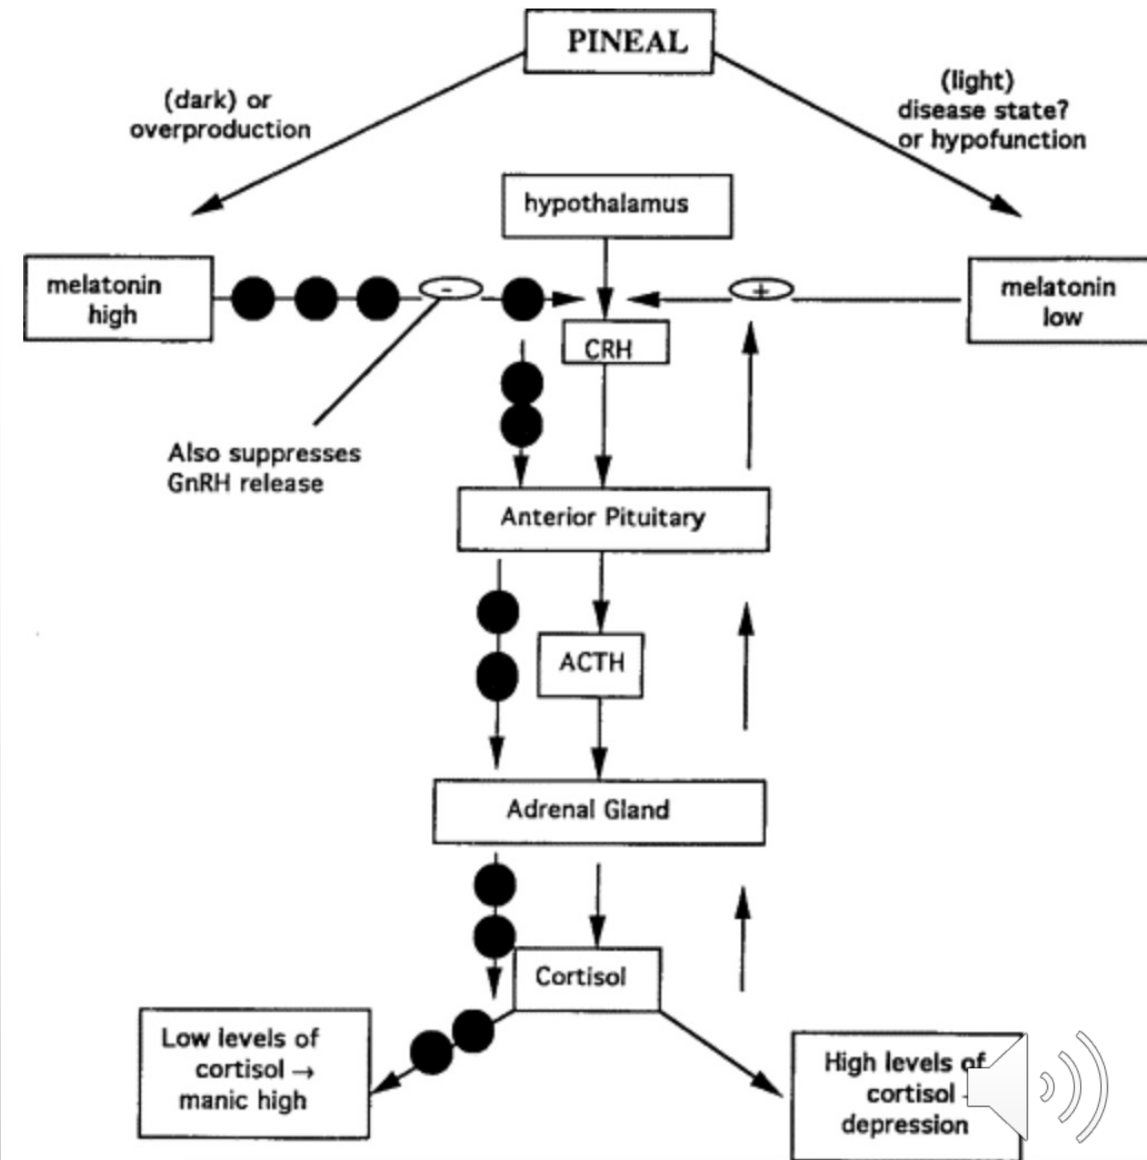 PINEAL
(dark) or
overproduction
(light)
disease state?
or hypofunction
hypothalamus
melatonin
high
-
+
melatonin
low
CRH
Also suppresses
GnRH release
Anterior Pituitary
ACTH
Adrenal Gland
Cortisol
Low levels of
cortisol →
manic high
High levels of
cortisol -
depression